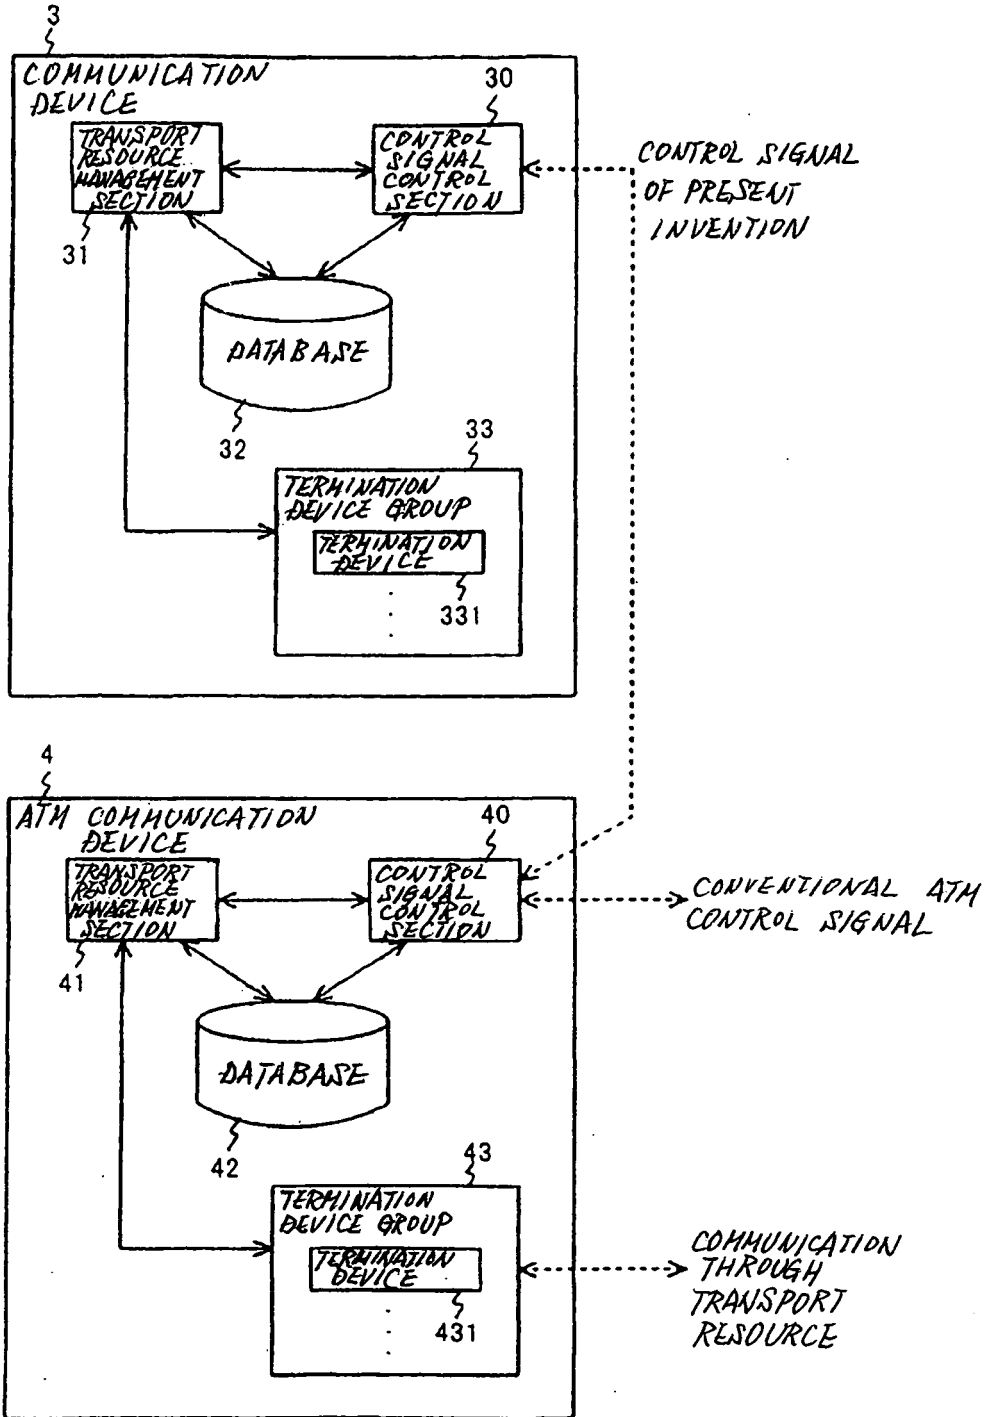 3
COMMUNICATION
DEVICE
30
TRANSPORT
RESOURCE
MANAGEMENT
SECTION
31
CONTROL
SIGNAL
CONTROL
SECTION
CONTROL SIGNAL
OF PRESENT
INVENTION
DATABASE
32
33
TERMINATION
DEVICE GROUP
TERMINATION
DEVICE
331
4
ATM COMMUNICATION
DEVICE
40
TRANSPORT
RESOURCE
MANAGEMENT
SECTION
41
CONTROL
SIGNAL
CONTROL
SECTION
CONVENTIONAL ATM
CONTROL SIGNAL
DATABASE
42
43
TERMINATION
DEVICE GROUP
TERMINATION
DEVICE
431
COMMUNICATION
THROUGH
TRANSPORT
RESOURCE